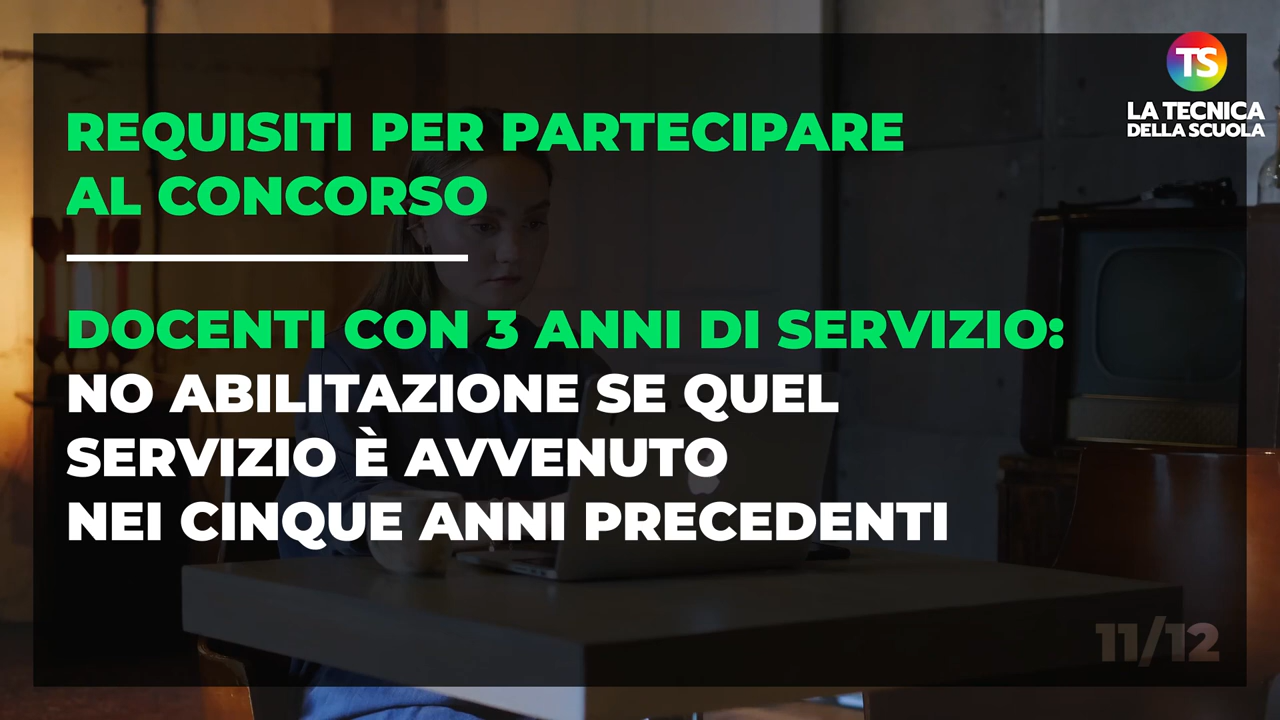 TS
LA TECNICA
DELLA SCUOLA
REQUISITI PER PARTECIPARE
AL CONCORSO
DOCENTI CON 3 ANNI DI SERVIZIO:
NO ABILITAZIONE SE QUEL
SERVIZIO È AVVENUTO
NEI CINQUE ANNI PRECEDENTI
11/12